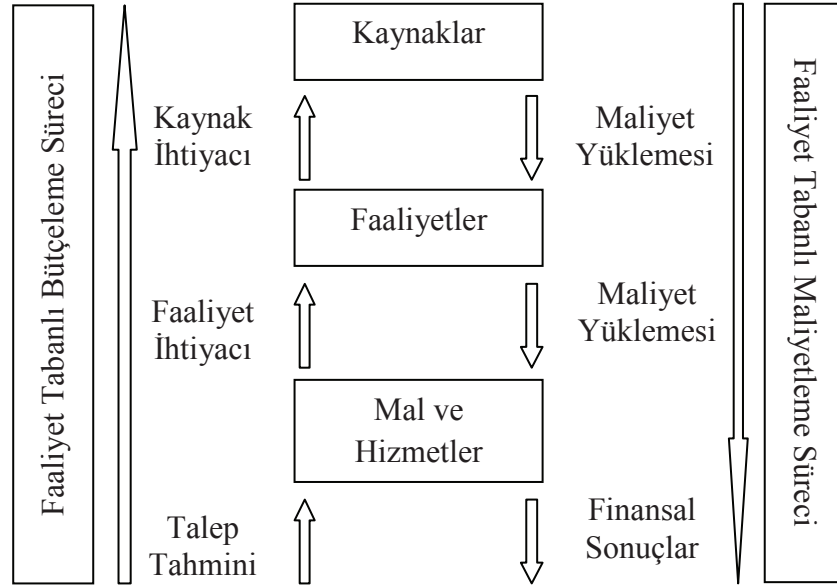 Faaliyet Tabanlı Bütçeleme Süreci
Kaynaklar
Kaynak
İhtiyacı
Maliyet
Yüklemesi
Faaliyetler
Faaliyet
İhtiyacı
Maliyet
Yüklemesi
Mal ve
Hizmetler
Talep
Tahmini
Finansal
Sonuçlar
Faaliyet Tabanlı Maliyetleme Süreci